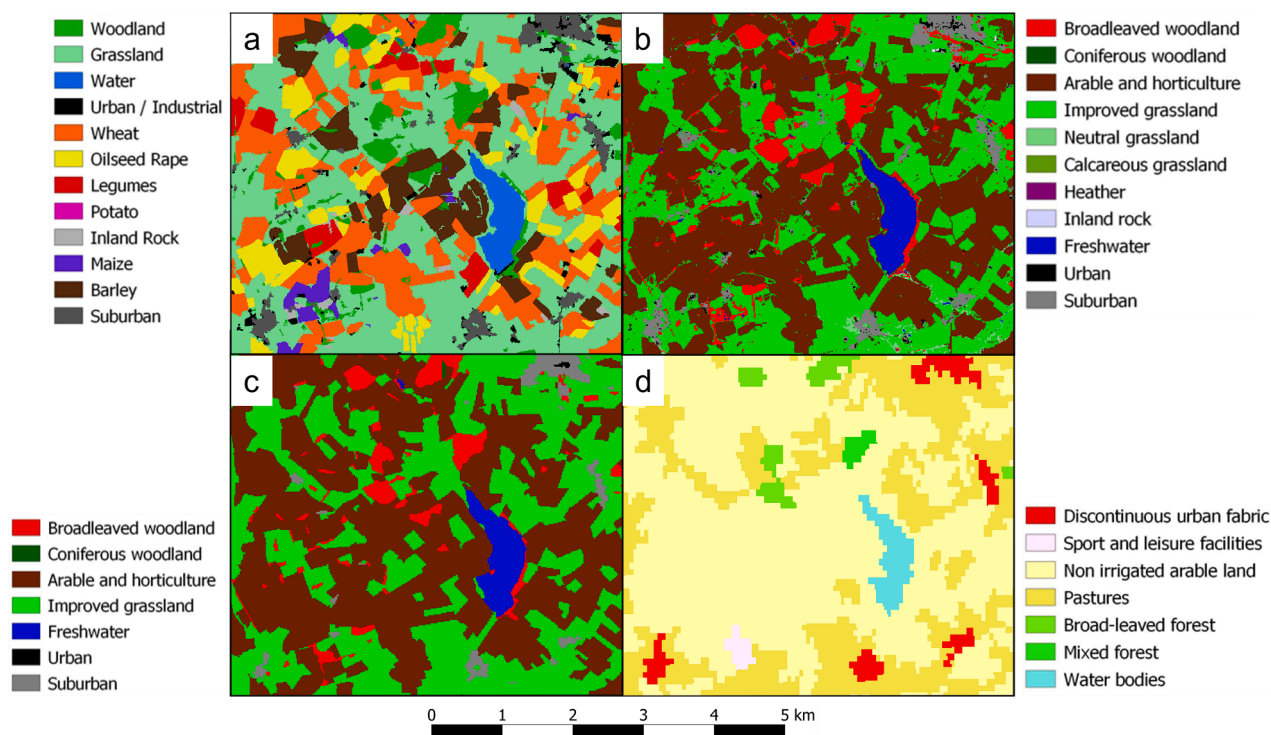 a
Woodland
Grassland
Water
Urban / Industrial
Wheat
Oilseed Rape
Legumes
Potato
Inland Rock
Maize
Barley
Suburban
b
Broadleaved woodland
Coniferous woodland
Arable and horticulture
Improved grassland
Neutral grassland
Calcareous grassland
Heather
Inland rock
Freshwater
Urban
Suburban
c
Broadleaved woodland
Coniferous woodland
Arable and horticulture
Improved grassland
Freshwater
Urban
Suburban
d
Discontinuous urban fabric
Sport and leisure facilities
Non irrigated arable land
Pastures
Broad-leaved forest
Mixed forest
Water bodies
0 1 2 3 4 5 km